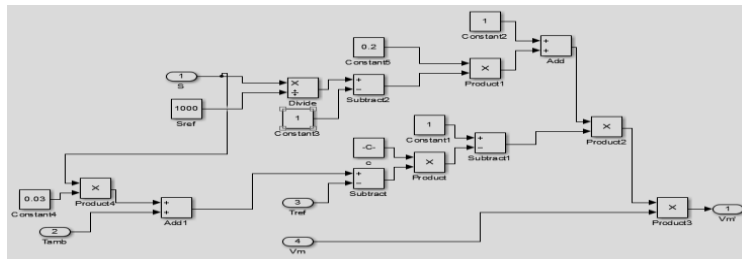 1
Constant2
+
+
Add
0.2
Constant5
×
Product1
1
S
×
÷
Divide
+
−
Subtract2
1000
Sref
1
Constant3
1
Constant1
+
−
Subtract1
×
Product2
-C-
c
×
Product
+
−
Subtract
0.03
Constant4
×
Product4
+
+
Add1
3
Tref
2
Tamb
4
Vm
×
Product3
1
Vm'